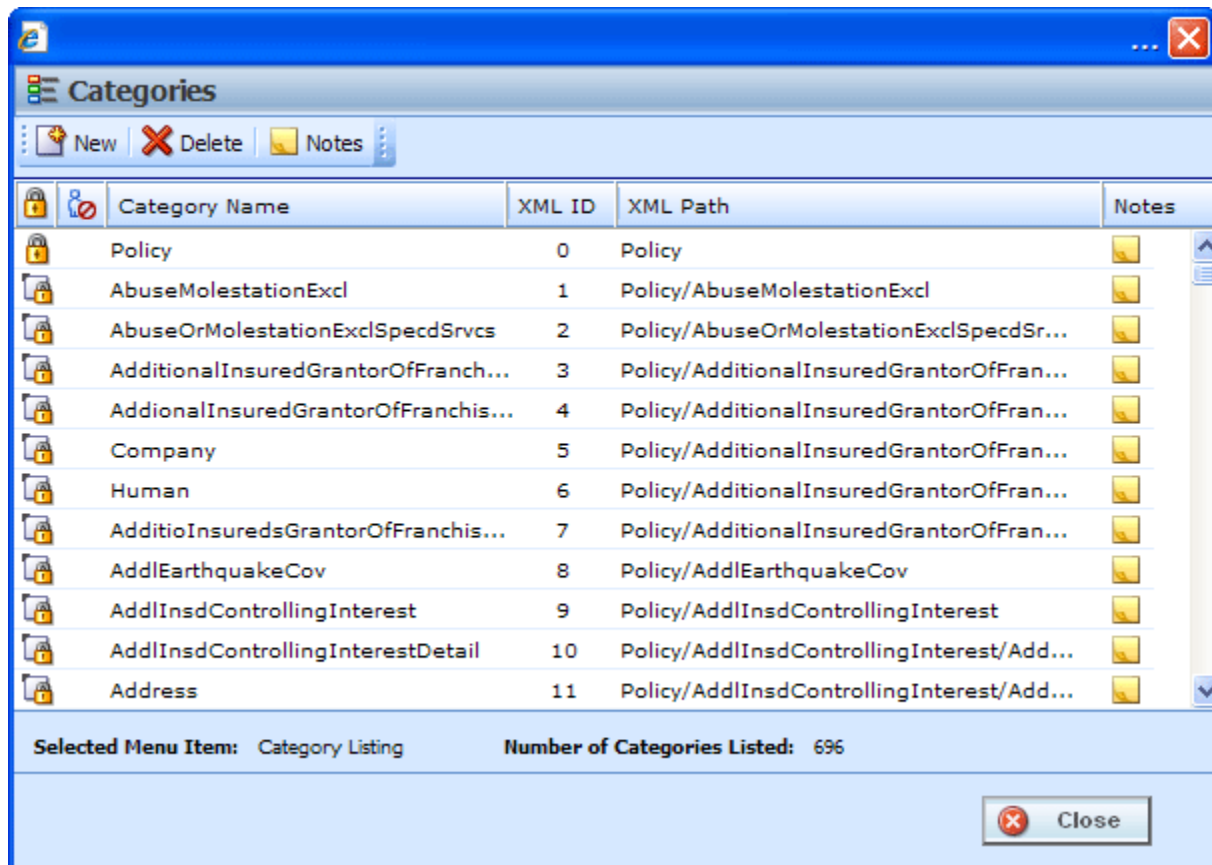 ...
Categories
New Delete Notes
Category Name XML ID XML Path Notes
Policy 0 Policy
AbuseMolestationExcl 1 Policy/AbuseMolestationExcl
AbuseOrMolestationExclSpecdSrvcs 2 Policy/AbuseOrMolestationExclSpecdSr...
AdditionalInsuredGrantorOfFranch... 3 Policy/AdditionalInsuredGrantorOfFran...
AddionalInsuredGrantorOfFranchis... 4 Policy/AdditionalInsuredGrantorOfFran...
Company 5 Policy/AdditionalInsuredGrantorOfFran...
Human 6 Policy/AdditionalInsuredGrantorOfFran...
AdditioInsuredsGrantorOfFranchis... 7 Policy/AdditionalInsuredGrantorOfFran...
AddlEarthquakeCov 8 Policy/AddlEarthquakeCov
AddlInsdControllingInterest 9 Policy/AddlInsdControllingInterest
AddlInsdControllingInterestDetail 10 Policy/AddlInsdControllingInterest/Add...
Address 11 Policy/AddlInsdControllingInterest/Add...
Selected Menu Item: Category Listing Number of Categories Listed: 696
Close